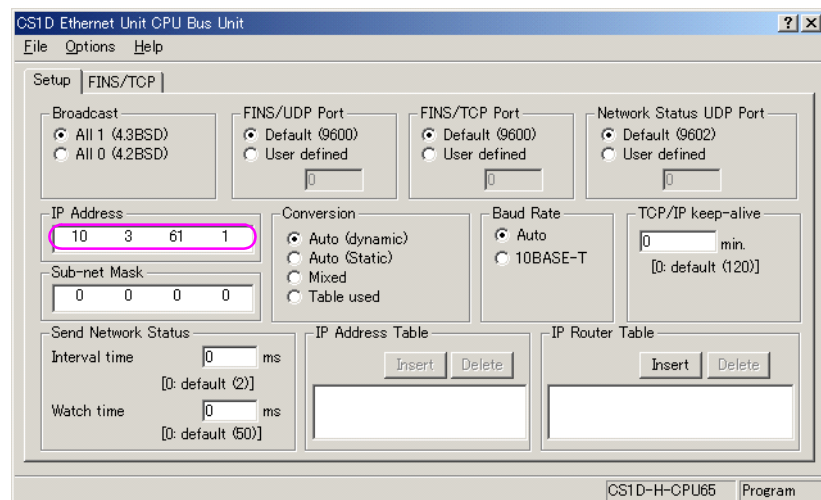 CS1D Ethernet Unit CPU Bus Unit
File Options Help
Setup FINS/TCP
Broadcast
All 1 (4.3BSD)
All 0 (4.2BSD)
FINS/UDP Port
Default (9600)
User defined
0
FINS/TCP Port
Default (9600)
User defined
0
Network Status UDP Port
Default (9602)
User defined
0
IP Address
10 3 61 1
Sub-net Mask
0 0 0 0
Conversion
Auto (dynamic)
Auto (Static)
Mixed
Table used
Baud Rate
Auto
10BASE-T
TCP/IP keep-alive
0 min.
[0: default (120)]
Send Network Status
Interval time 0 ms
[0: default (2)]
Watch time 0 ms
[0: default (50)]
IP Address Table
Insert Delete
IP Router Table
Insert Delete
CS1D-H-CPU65 Program